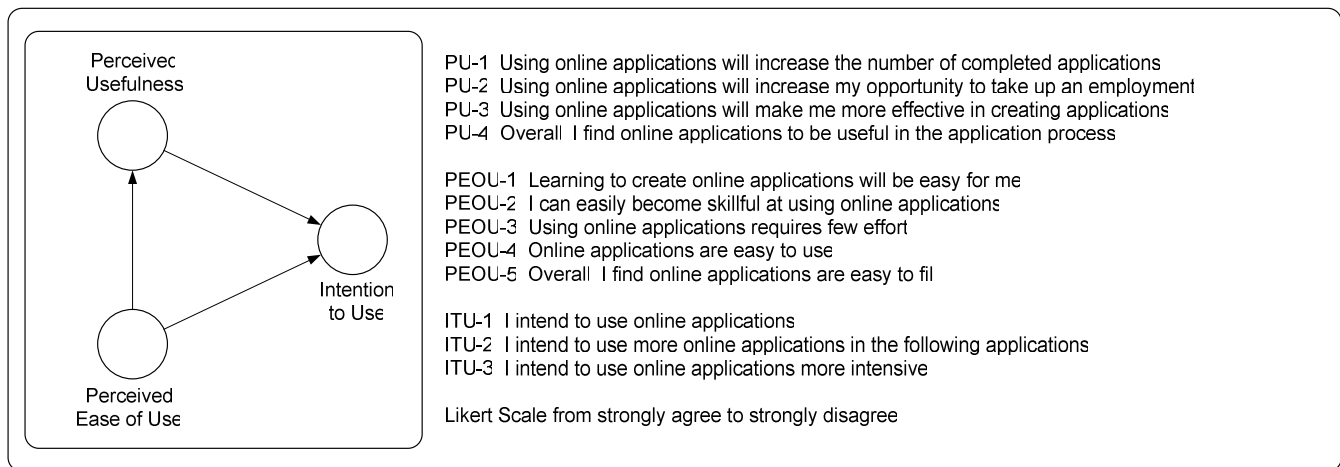 Perceived
Usefulness
Intention
to Use
Perceived
Ease of Use
PU-1 Using online applications will increase the number of completed applications
PU-2 Using online applications will increase my opportunity to take up an employment
PU-3 Using online applications will make me more effective in creating applications
PU-4 Overall I find online applications to be useful in the application process
PEOU-1 Learning to create online applications will be easy for me
PEOU-2 I can easily become skillful at using online applications
PEOU-3 Using online applications requires few effort
PEOU-4 Online applications are easy to use
PEOU-5 Overall I find online applications are easy to fil
ITU-1 I intend to use online applications
ITU-2 I intend to use more online applications in the following applications
ITU-3 I intend to use online applications more intensive
Likert Scale from strongly agree to strongly disagree